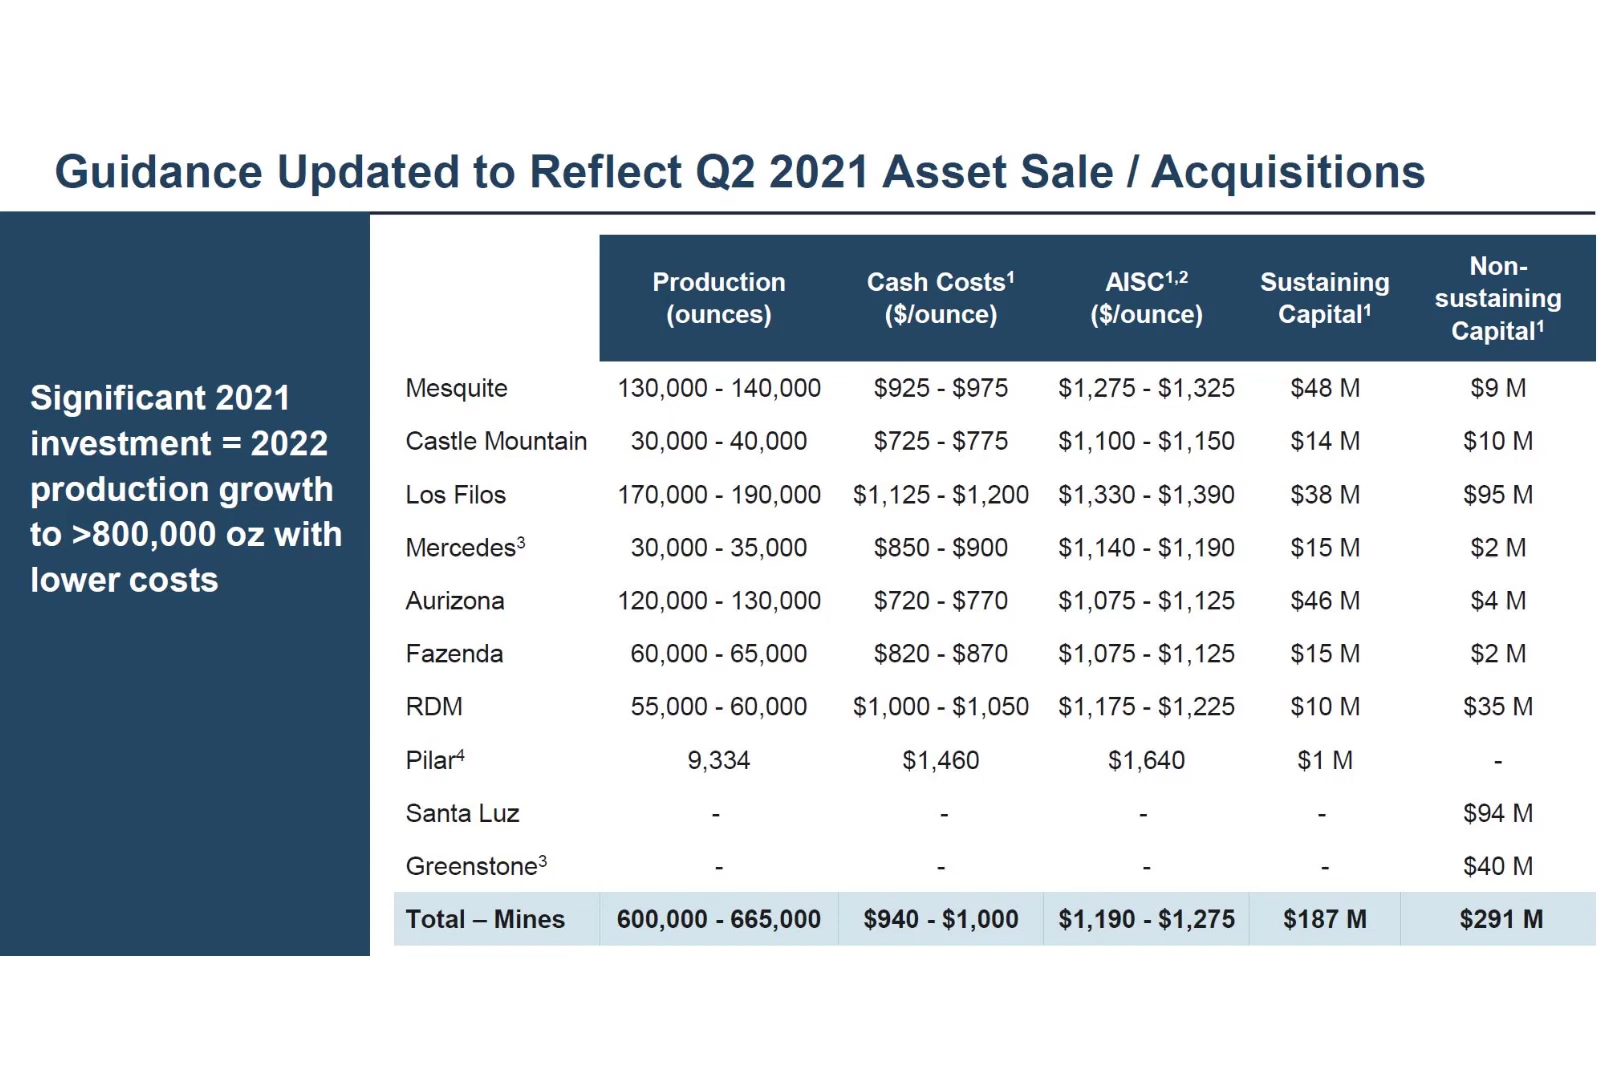 Guidance Updated to Reflect Q2 2021 Asset Sale / Acquisitions
Significant 2021
investment = 2022
production growth
to >800,000 oz with
lower costs
Production (ounces) Cash Costs¹ ($/ounce) AISC¹,² ($/ounce) Sustaining Capital¹ Non-sustaining Capital¹
Mesquite 130,000 - 140,000 $925 - $975 $1,275 - $1,325 $48 M $9 M
Castle Mountain 30,000 - 40,000 $725 - $775 $1,100 - $1,150 $14 M $10 M
Los Filos 170,000 - 190,000 $1,125 - $1,200 $1,330 - $1,390 $38 M $95 M
Mercedes³ 30,000 - 35,000 $850 - $900 $1,140 - $1,190 $15 M $2 M
Aurizona 120,000 - 130,000 $720 - $770 $1,075 - $1,125 $46 M $4 M
Fazenda 60,000 - 65,000 $820 - $870 $1,075 - $1,125 $15 M $2 M
RDM 55,000 - 60,000 $1,000 - $1,050 $1,175 - $1,225 $10 M $35 M
Pilar⁴ 9,334 $1,460 $1,640 $1 M -
Santa Luz - - - - $94 M
Greenstone³ - - - - $40 M
Total – Mines 600,000 - 665,000 $940 - $1,000 $1,190 - $1,275 $187 M $291 M